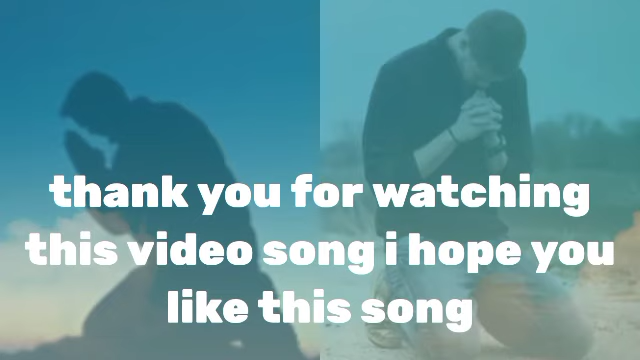 thank you for watching
this video song i hope you
like this song